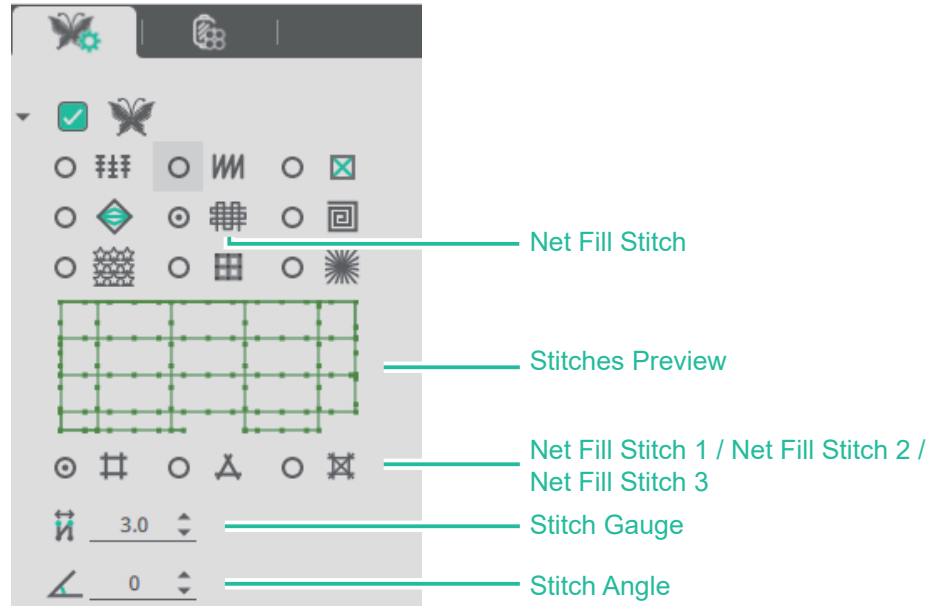 Net Fill Stitch
Stitches Preview
Net Fill Stitch 1 / Net Fill Stitch 2 /
Net Fill Stitch 3
3.0
Stitch Gauge
0
Stitch Angle